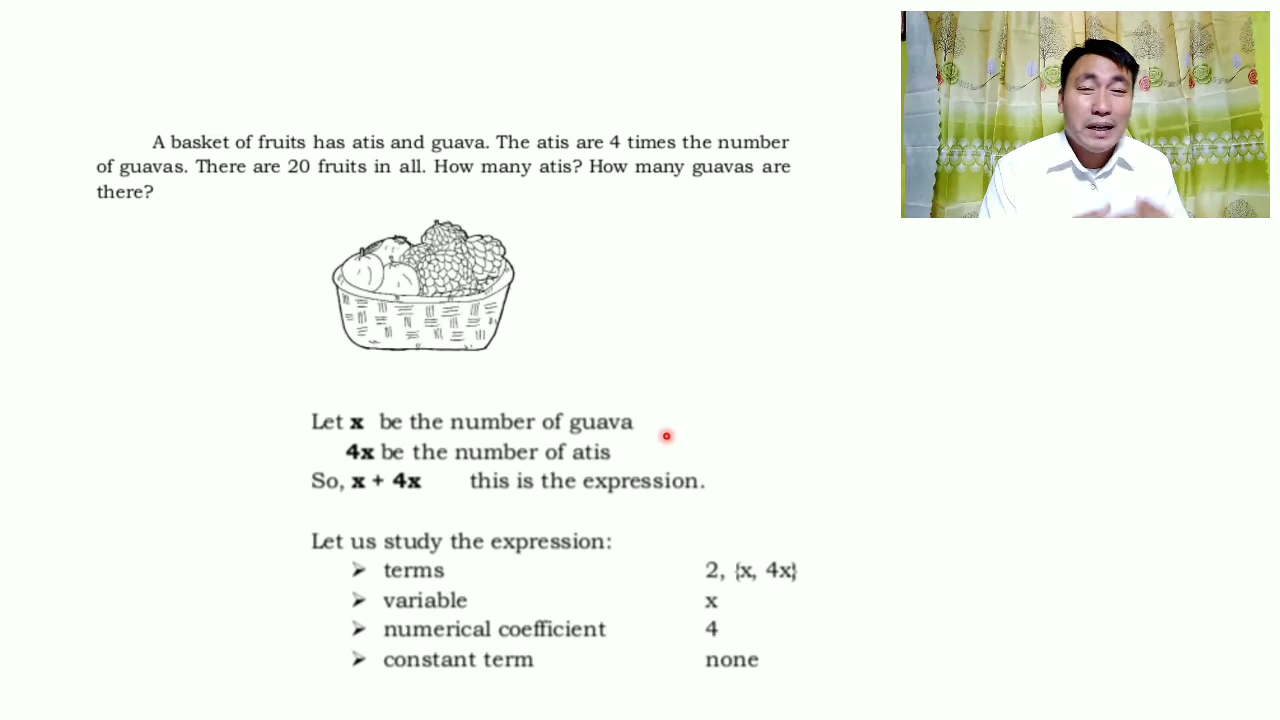 A basket of fruits has atis and guava. The atis are 4 times the number
of guavas. There are 20 fruits in all. How many atis? How many guavas are
there?
Let x be the number of guava
4x be the number of atis
So, x + 4x this is the expression.
Let us study the expression:
➢ terms 2, {x, 4x}
➢ variable x
➢ numerical coefficient 4
➢ constant term none